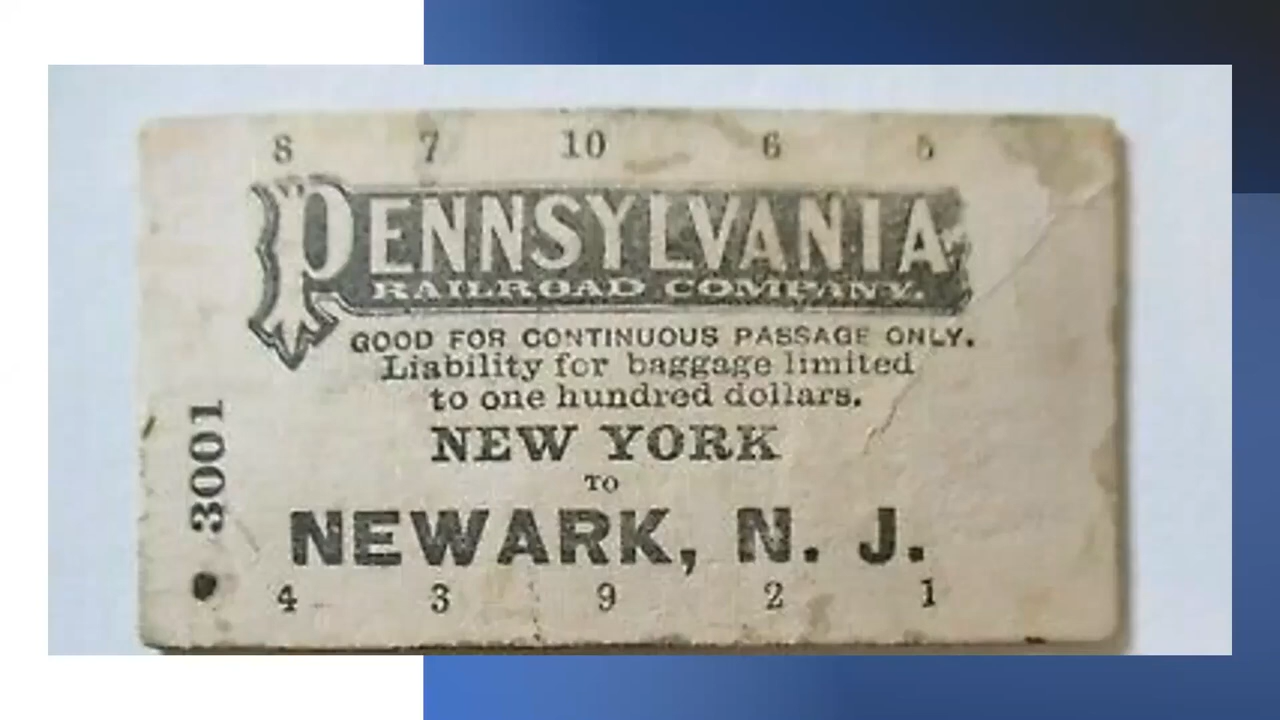 8 7 10 6 5
PENNSYLVANIA
RAILROAD COMPANY.
GOOD FOR CONTINUOUS PASSAGE ONLY.
Liability for baggage limited
to one hundred dollars.
NEW YORK
TO
NEWARK, N. J.
4 3 9 2 1
3001